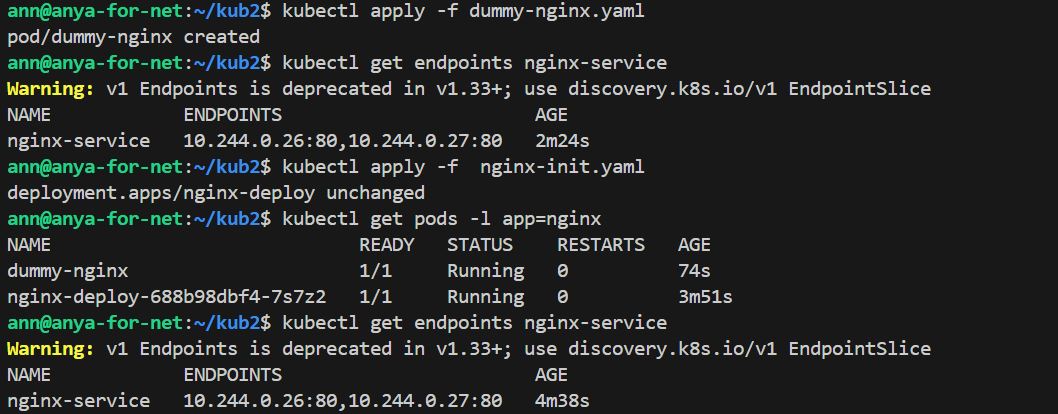 ann@anya-for-net:~/kub2$ kubectl apply -f dummy-nginx.yaml
pod/dummy-nginx created
ann@anya-for-net:~/kub2$ kubectl get endpoints nginx-service
Warning: v1 Endpoints is deprecated in v1.33+; use discovery.k8s.io/v1 EndpointSlice
NAME            ENDPOINTS                       AGE
nginx-service   10.244.0.26:80,10.244.0.27:80   2m24s
ann@anya-for-net:~/kub2$ kubectl apply -f  nginx-init.yaml
deployment.apps/nginx-deploy unchanged
ann@anya-for-net:~/kub2$ kubectl get pods -l app=nginx
NAME                            READY   STATUS    RESTARTS   AGE
dummy-nginx                     1/1     Running   0          74s
nginx-deploy-688b98dbf4-7s7z2   1/1     Running   0          3m51s
ann@anya-for-net:~/kub2$ kubectl get endpoints nginx-service
Warning: v1 Endpoints is deprecated in v1.33+; use discovery.k8s.io/v1 EndpointSlice
NAME            ENDPOINTS                       AGE
nginx-service   10.244.0.26:80,10.244.0.27:80   4m38s